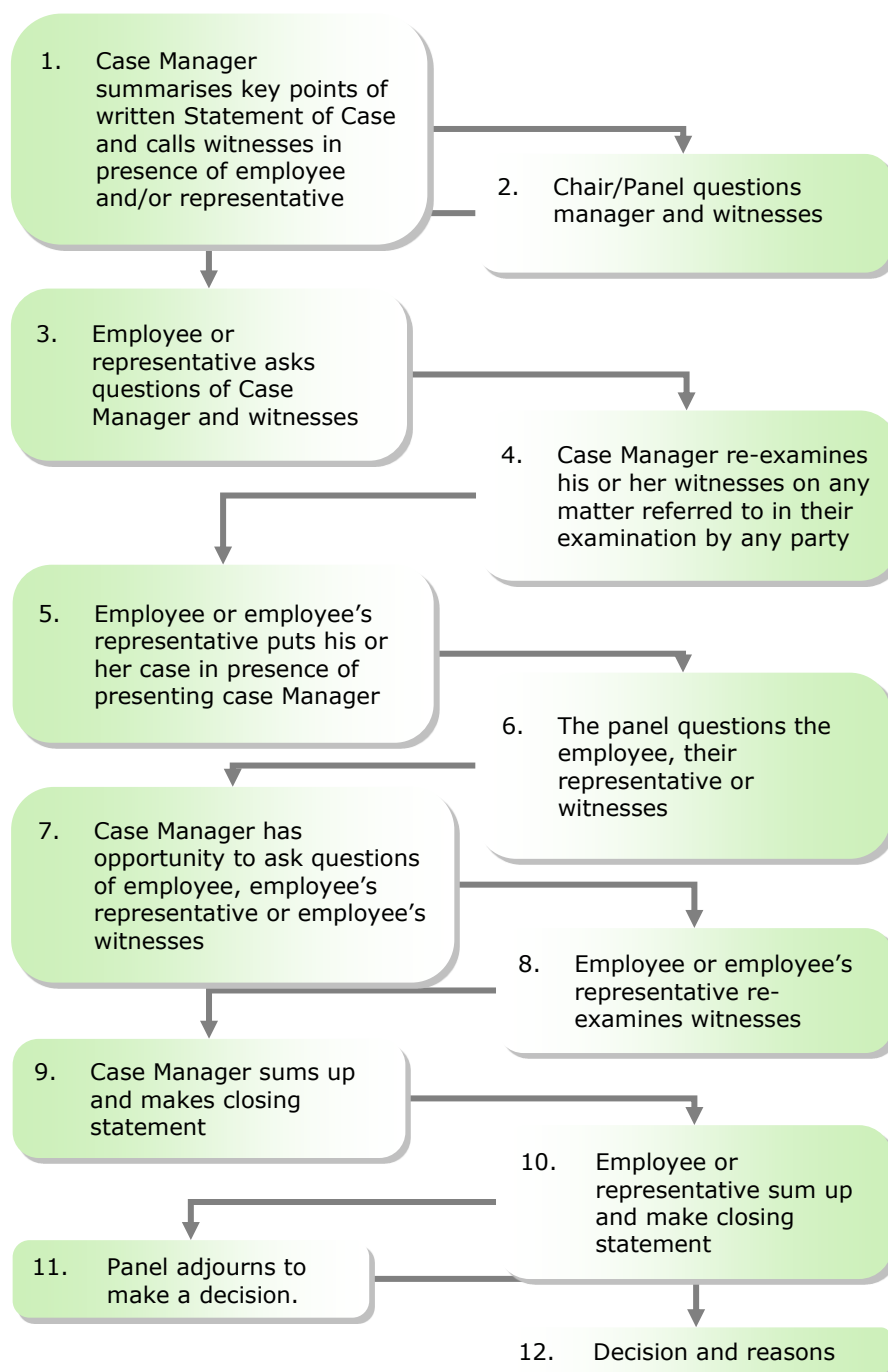 1. Case Manager
summarises key points of
written Statement of Case
and calls witnesses in
presence of employee
and/or representative
2. Chair/Panel questions
manager and witnesses
3. Employee or
representative asks
questions of Case
Manager and witnesses
4. Case Manager re-examines
his or her witnesses on any
matter referred to in their
examination by any party
5. Employee or employee’s
representative puts his or
her case in presence of
presenting case Manager
6. The panel questions the
employee, their
representative or
witnesses
7. Case Manager has
opportunity to ask questions
of employee, employee’s
representative or employee’s
witnesses
8. Employee or employee’s
representative re-
examines witnesses
9. Case Manager sums up
and makes closing
statement
10. Employee or
representative sum up
and make closing
statement
11. Panel adjourns to
make a decision.
12. Decision and reasons